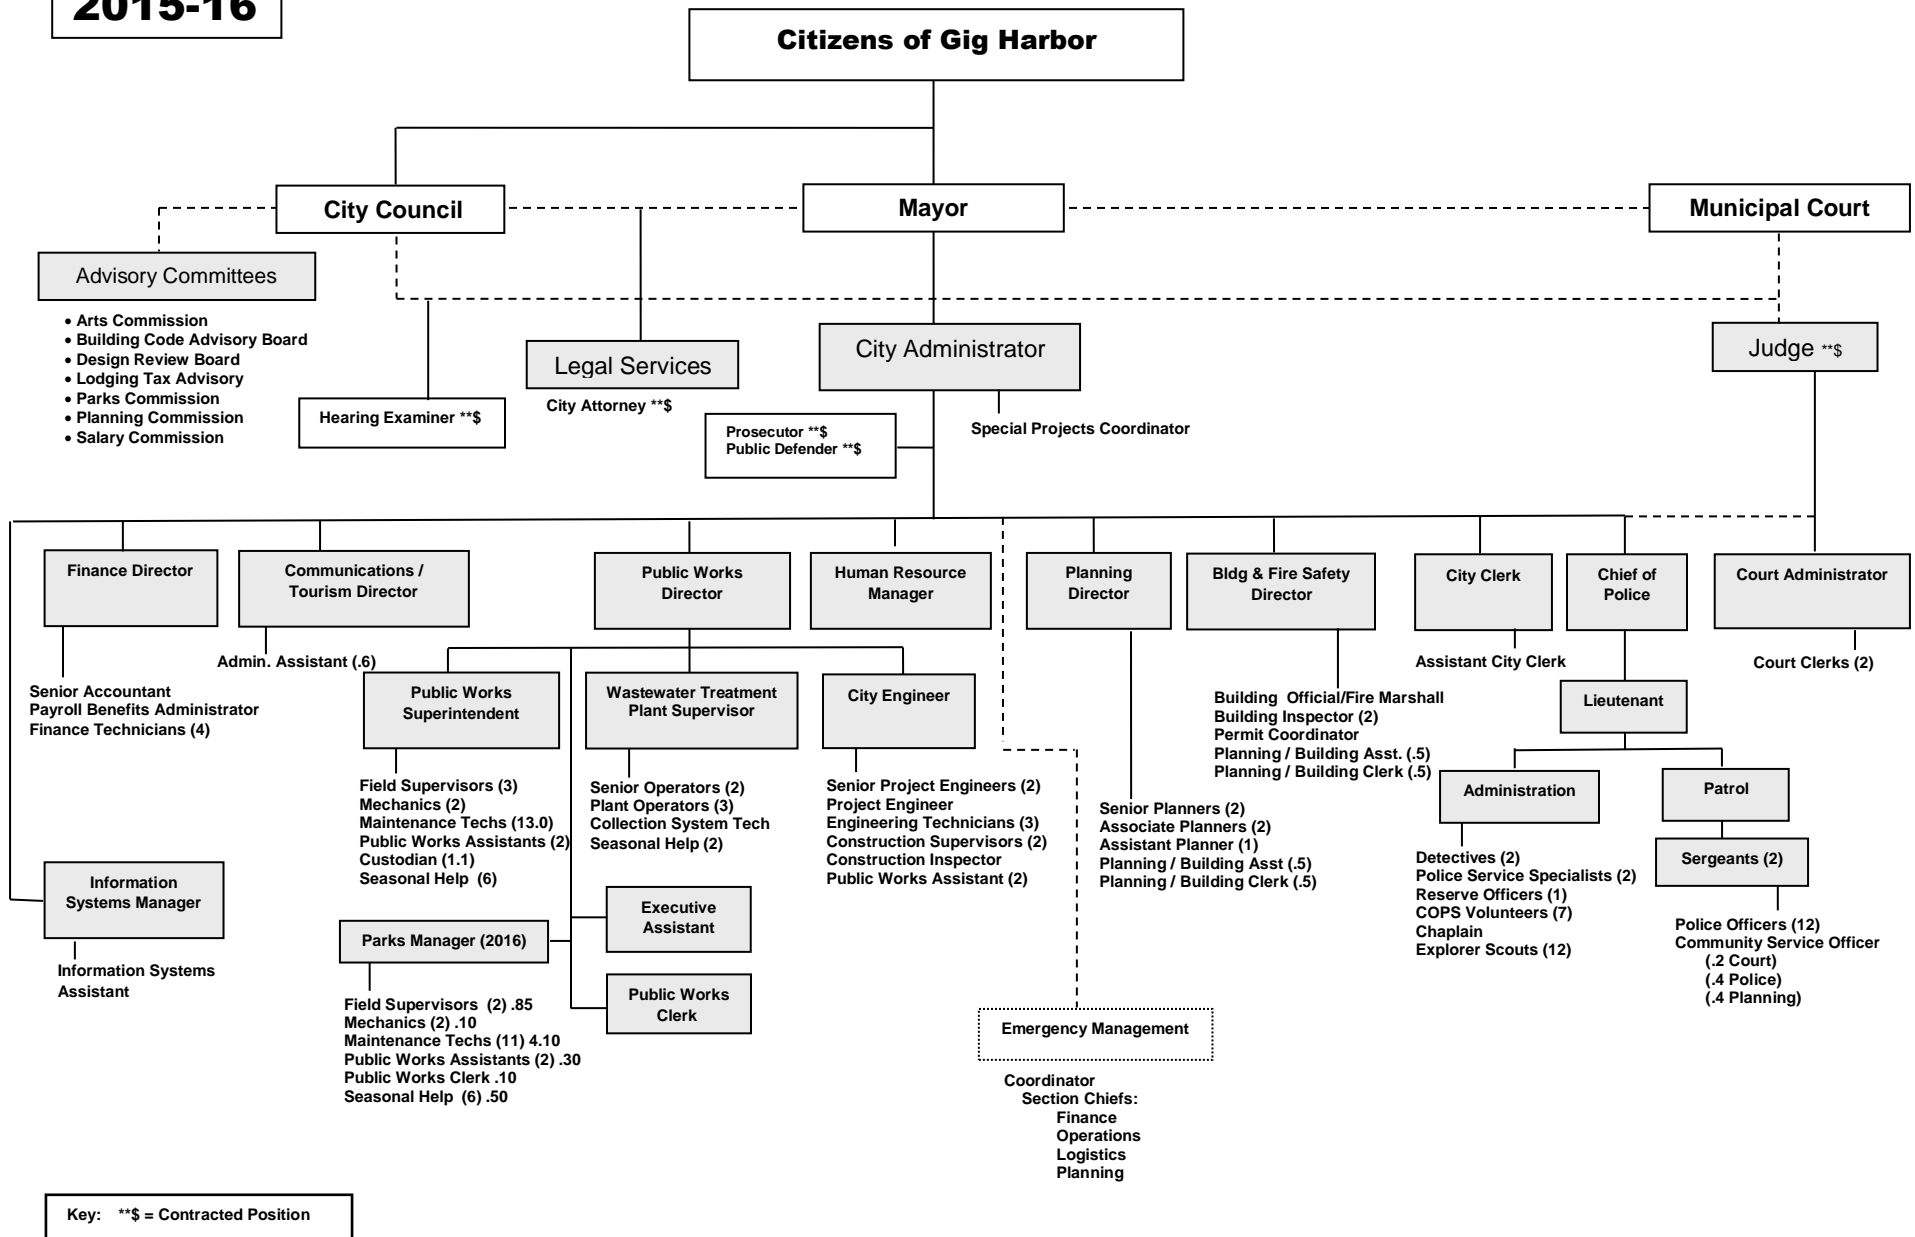 2015-16
Citizens of Gig Harbor
City Council
Mayor
Municipal Court
Advisory Committees
• Arts Commission
• Building Code Advisory Board
• Design Review Board
• Lodging Tax Advisory
• Parks Commission
• Planning Commission
• Salary Commission
Hearing Examiner **$
Legal Services
City Attorney **$
City Administrator
Prosecutor **$
Public Defender **$
Special Projects Coordinator
Judge **$
Finance Director
Senior Accountant
Payroll Benefits Administrator
Finance Technicians (4)
Communications /
Tourism Director
Admin. Assistant (.6)
Public Works
Director
Human Resource
Manager
Planning
Director
Bldg & Fire Safety
Director
City Clerk
Assistant City Clerk
Chief of
Police
Court Administrator
Court Clerks (2)
Public Works
Superintendent
Field Supervisors (3)
Mechanics (2)
Maintenance Techs (13.0)
Public Works Assistants (2)
Custodian (1.1)
Seasonal Help  (6)
Wastewater Treatment
Plant Supervisor
Senior Operators (2)
Plant Operators (3)
Collection System Tech
Seasonal Help (2)
City Engineer
Senior Project Engineers (2)
Project Engineer
Engineering Technicians (3)
Construction Supervisors (2)
Construction Inspector
Public Works Assistant (2)
Senior Planners (2)
Associate Planners (2)
Assistant Planner (1)
Planning / Building Asst (.5)
Planning / Building Clerk (.5)
Building  Official/Fire Marshall
Building Inspector (2)
Permit Coordinator
Planning / Building Asst. (.5)
Planning / Building Clerk (.5)
Lieutenant
Administration
Detectives (2)
Police Service Specialists (2)
Reserve Officers (1)
COPS Volunteers (7)
Chaplain
Explorer Scouts (12)
Patrol
Sergeants (2)
Police Officers (12)
Community Service Officer
(.2 Court)
(.4 Police)
(.4 Planning)
Information
Systems Manager
Information Systems
Assistant
Executive
Assistant
Parks Manager (2016)
Field Supervisors  (2) .85
Mechanics (2) .10
Maintenance Techs (11) 4.10
Public Works Assistants (2) .30
Public Works Clerk .10
Seasonal Help  (6) .50
Public Works
Clerk
Emergency Management
Coordinator
Section Chiefs:
Finance
Operations
Logistics
Planning
Key:   **$ = Contracted Position